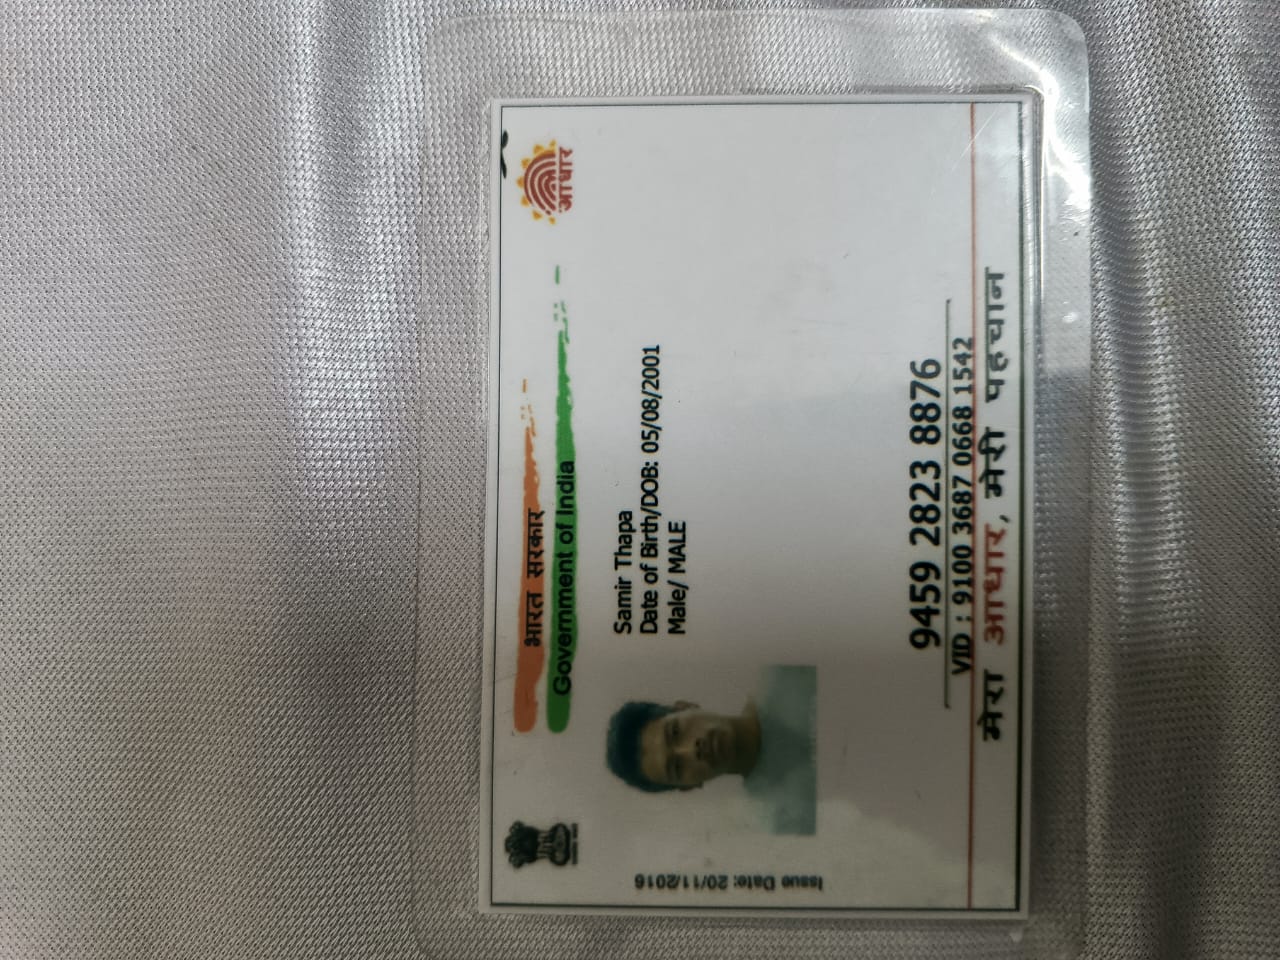 भारत सरकार
Government of India
आधार
Samir Thapa
Date of Birth/DOB: 05/08/2001
Male/ MALE
Issue Date: 20/11/2016
9459 2823 8876
VID : 9100 3687 0668 1542
मेरा आधार, मेरी पहचान